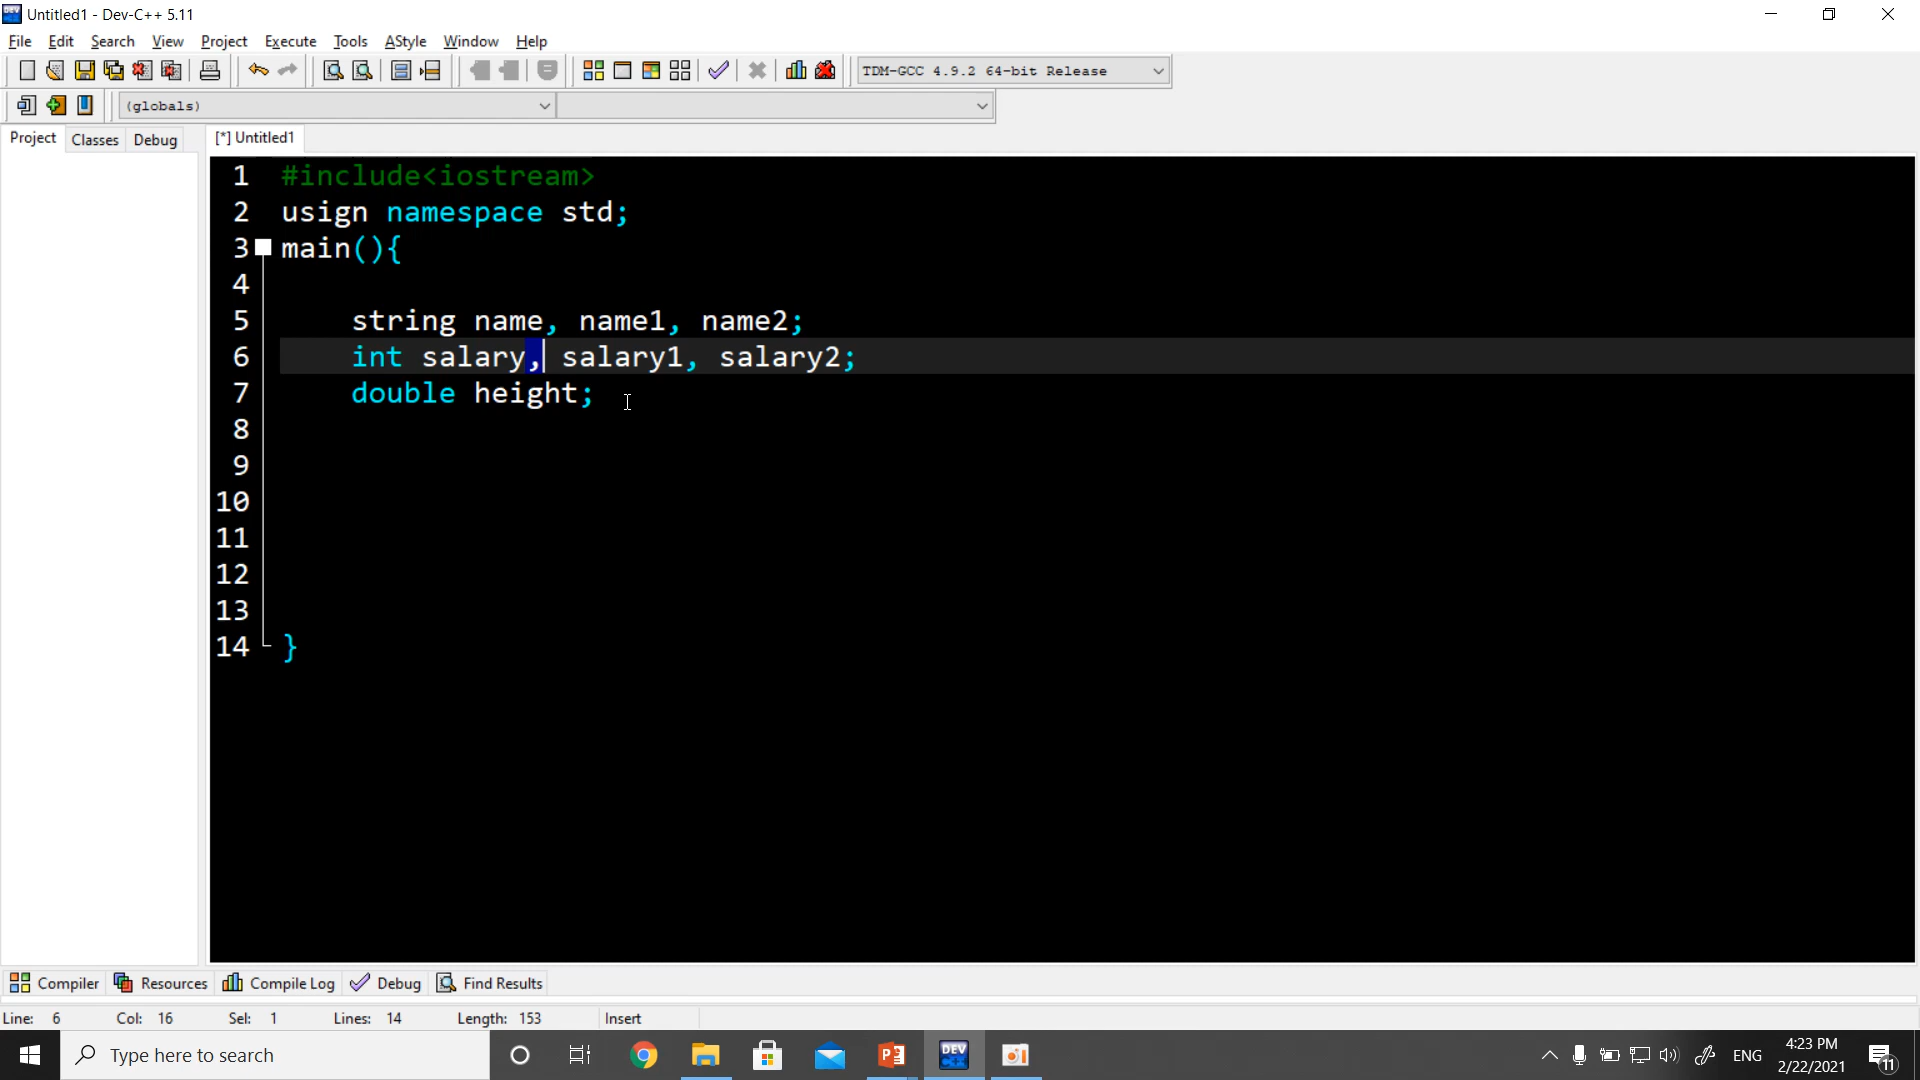 Untitled1 - Dev-C++ 5.11
File Edit Search View Project Execute Tools AStyle Window Help
TDM-GCC 4.9.2 64-bit Release
(globals)
Project Classes Debug [*] Untitled1
1 #include<iostream>
2 usign namespace std;
3 main(){
4
5 string name, name1, name2;
6 int salary, salary1, salary2;
7 double height;
8
9
10
11
12
13
14 }
Compiler Resources Compile Log Debug Find Results
Line: 6 Col: 16 Sel: 1 Lines: 14 Length: 153 Insert
Type here to search
DEV
ENG
4:23 PM
2/22/2021
11